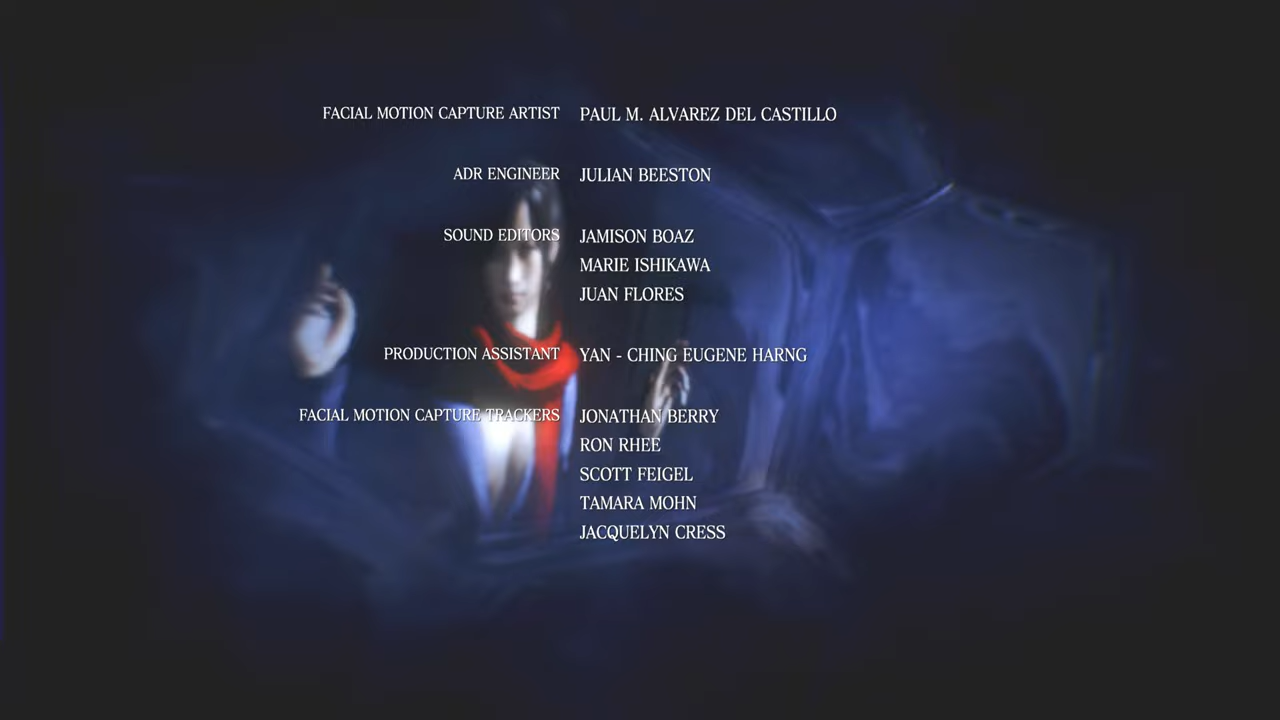 FACIAL MOTION CAPTURE ARTIST PAUL M. ALVAREZ DEL CASTILLO
ADR ENGINEER JULIAN BEESTON
SOUND EDITORS JAMISON BOAZ
MARIE ISHIKAWA
JUAN FLORES
PRODUCTION ASSISTANT YAN - CHING EUGENE HARNG
FACIAL MOTION CAPTURE TRACKERS JONATHAN BERRY
RON RHEE
SCOTT FEIGEL
TAMARA MOHN
JACQUELYN CRESS